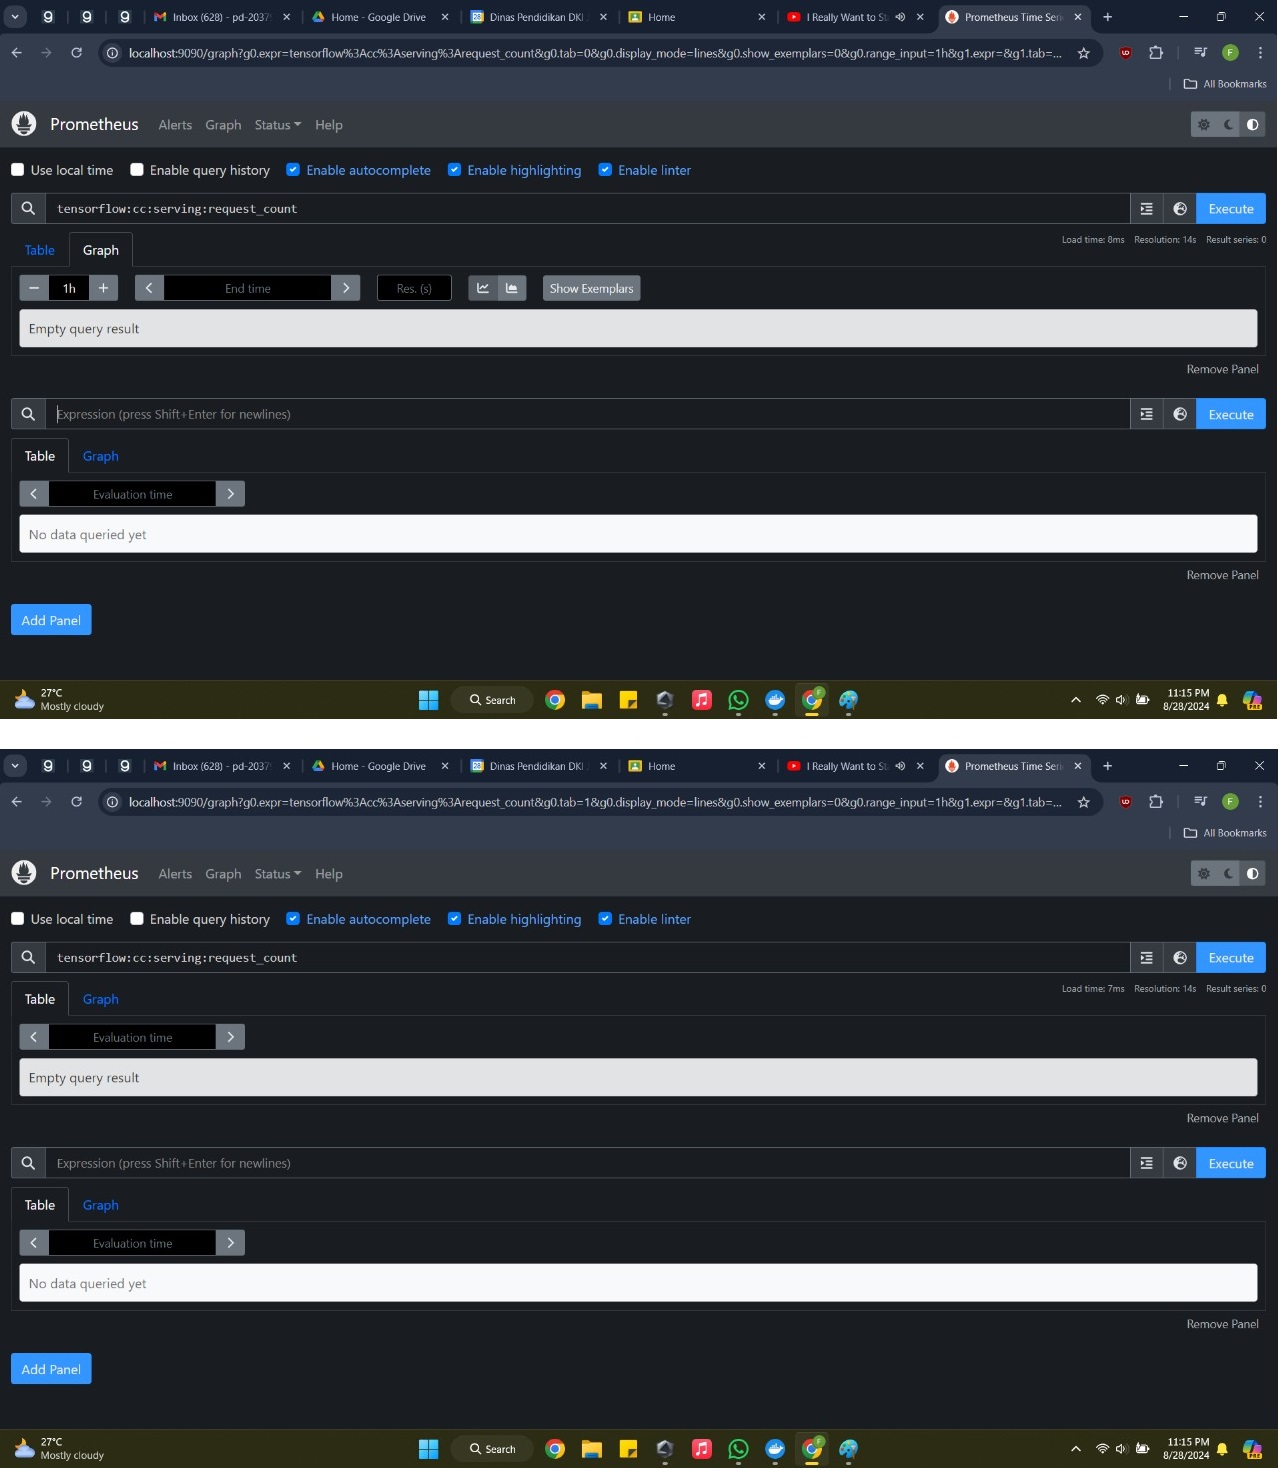 Inbox (628) - pd-2037
Home - Google Drive
Dinas Pendidikan DKI
Home
I Really Want to St
Prometheus Time Seri
localhost:9090/graph?g0.expr=tensorflow%3Acc%3Aserving%3Arequest_count&g0.tab=0&g0.display_mode=lines&g0.show_exemplars=0&g0.range_input=1h&g1.expr=&g1.tab=...
All Bookmarks
Prometheus Alerts Graph Status Help
Use local time Enable query history Enable autocomplete Enable highlighting Enable linter
tensorflow:cc:serving:request_count Execute
Load time: 8ms Resolution: 14s Result series: 0
Table Graph
1h End time Res. (s) Show Exemplars
Empty query result
Remove Panel
Expression (press Shift+Enter for newlines) Execute
Table Graph
Evaluation time
No data queried yet
Remove Panel
Add Panel
27°C
Mostly cloudy
Search
11:15 PM
8/28/2024
Inbox (628) - pd-2037
Home - Google Drive
Dinas Pendidikan DKI
Home
I Really Want to St
Prometheus Time Seri
localhost:9090/graph?g0.expr=tensorflow%3Acc%3Aserving%3Arequest_count&g0.tab=1&g0.display_mode=lines&g0.show_exemplars=0&g0.range_input=1h&g1.expr=&g1.tab=...
All Bookmarks
Prometheus Alerts Graph Status Help
Use local time Enable query history Enable autocomplete Enable highlighting Enable linter
tensorflow:cc:serving:request_count Execute
Load time: 7ms Resolution: 14s Result series: 0
Table Graph
Evaluation time
Empty query result
Remove Panel
Expression (press Shift+Enter for newlines) Execute
Table Graph
Evaluation time
No data queried yet
Remove Panel
Add Panel
27°C
Mostly cloudy
Search
11:15 PM
8/28/2024